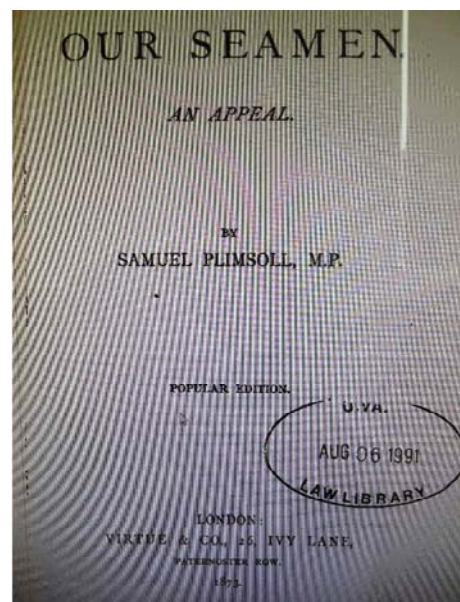 OUR SEAMEN.
AN APPEAL.
BY
SAMUEL PLIMSOLL, M.P.
POPULAR EDITION.
U.VA.
AUG 06 1991
LAW LIBRARY
LONDON:
VIRTUE & CO., 26, IVY LANE,
PATERNOSTER ROW.
1873.